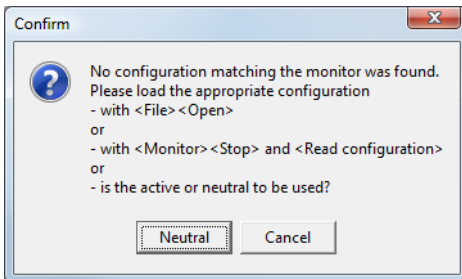 Confirm
No configuration matching the monitor was found.
Please load the appropriate configuration
- with <File><Open>
or
- with <Monitor><Stop> and <Read configuration>
or
- is the active or neutral to be used?
Neutral
Cancel